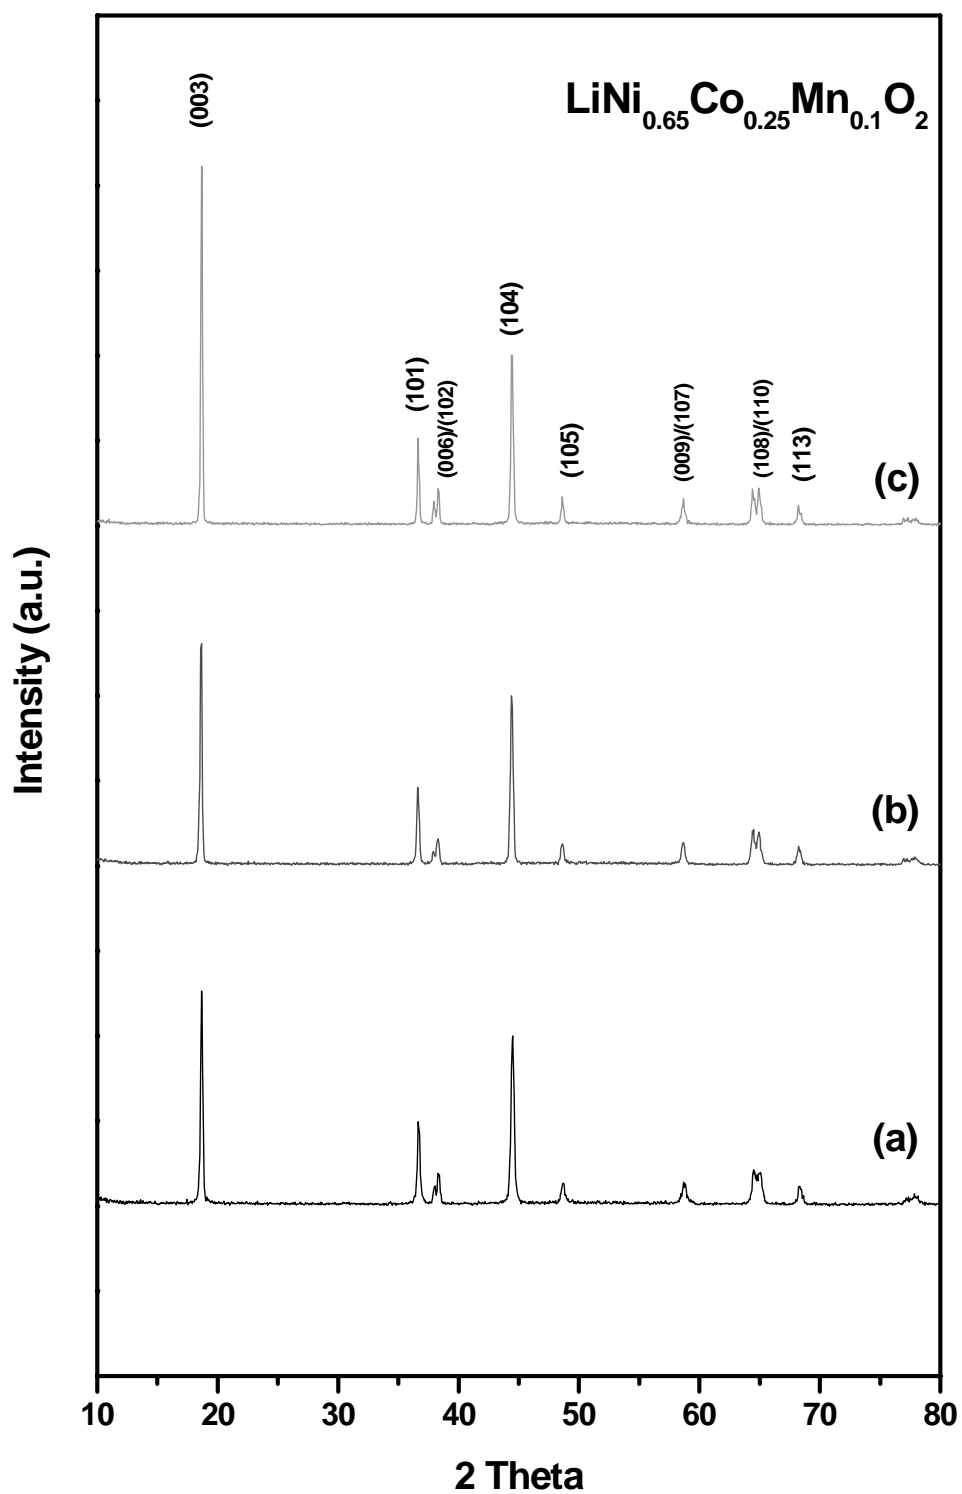 LiNi0.65Co0.25Mn0.1O2
(003)
(104)
(101)
(006)/(102)
(105)
(009)/(107)
(108)/(110)
(113)
(c)
(b)
(a)
Intensity (a.u.)
10 20 30 40 50 60 70 80
2 Theta